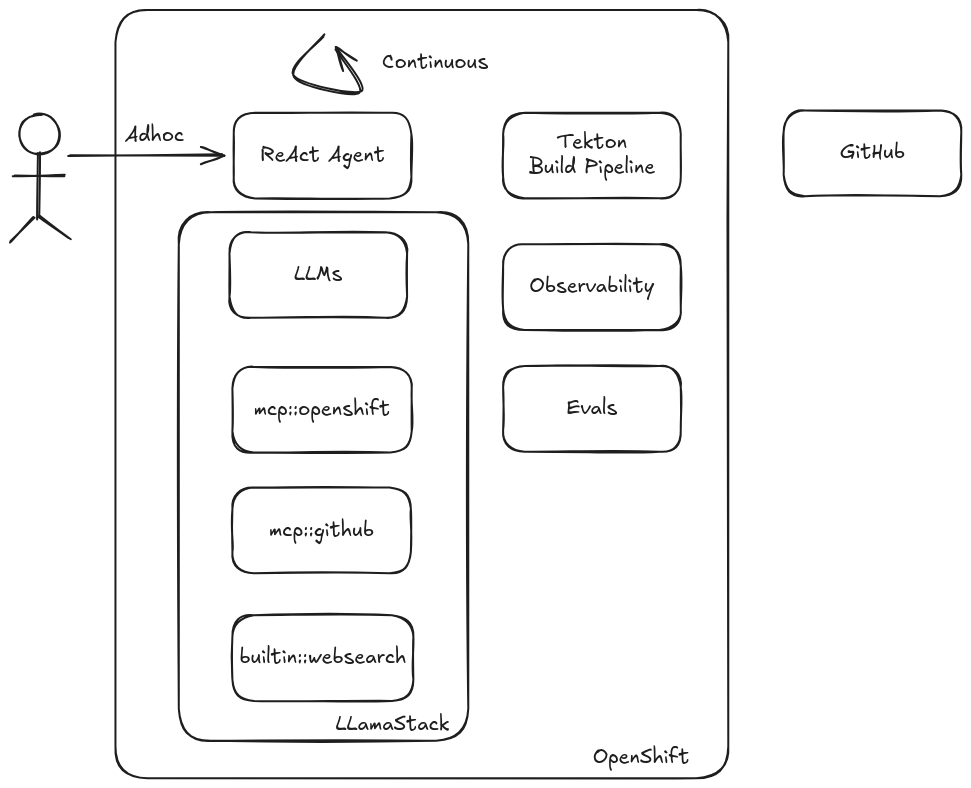 Continuous
Adhoc
ReAct Agent
Tekton
Build Pipeline
GitHub
LLMs
Observability
mcp::openshift
Evals
mcp::github
builtin::websearch
LLamaStack
OpenShift